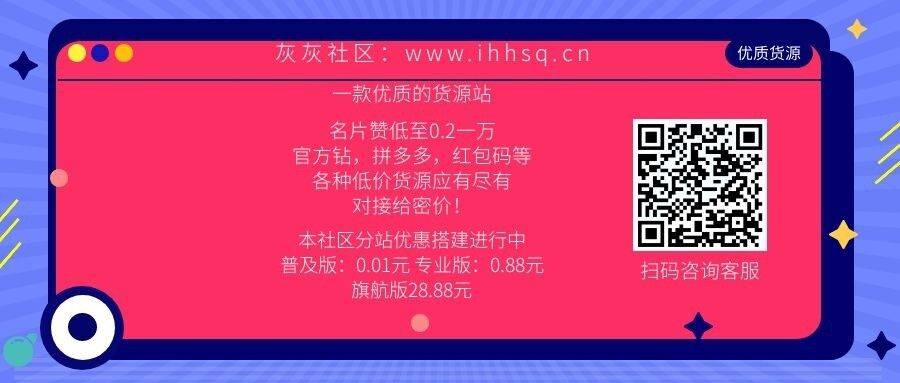 灰灰社区：www.ihhsq.cn
优质货源
一款优质的货源站
名片赞低至0.2一万
官方钻，拼多多，红包码等
各种低价货源应有尽有
对接给密价！
本社区分站优惠搭建进行中
普及版：0.01元 专业版：0.88元
旗航版28.88元
扫码咨询客服